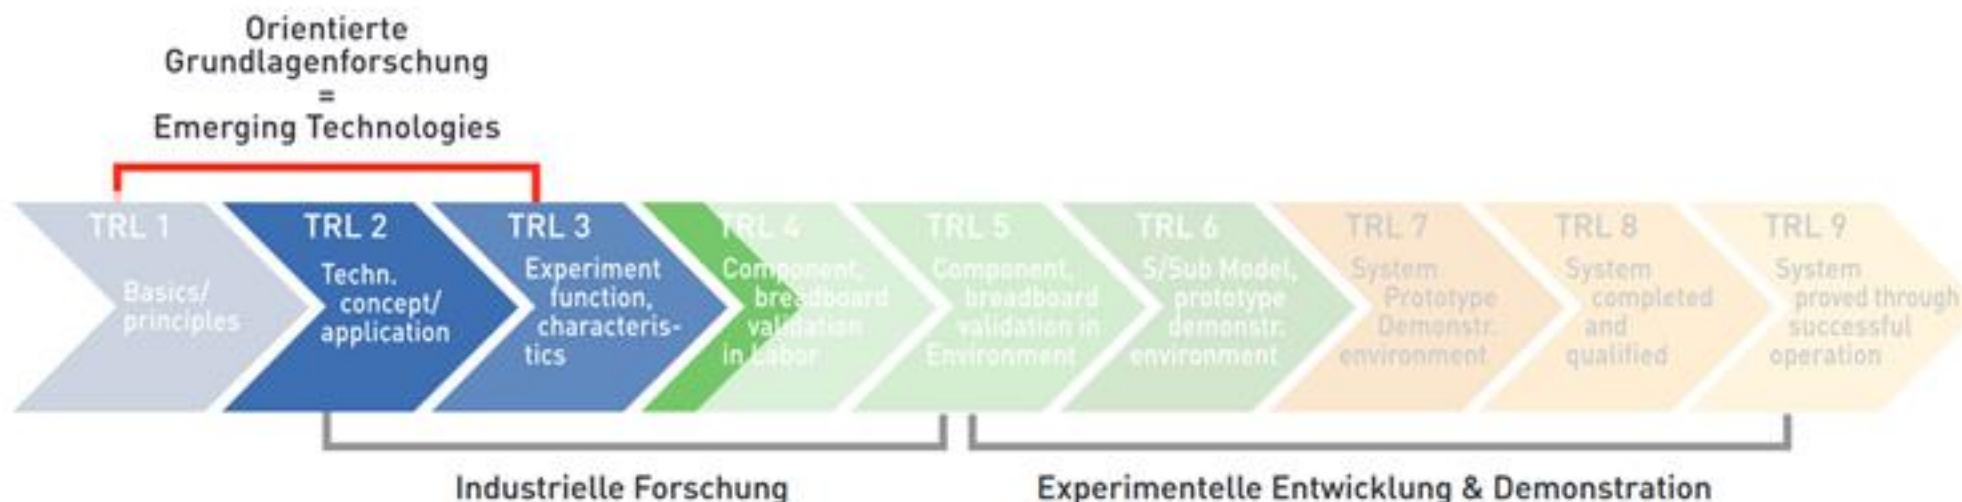 Orientierte
Grundlagenforschung
=
Emerging Technologies
TRL 1
Basics/
principles
TRL 2
Techn.
concept/
application
TRL 3
Experiment
function,
characteris-
tics
TRL 4
Component,
breadboard
validation
in Labor
TRL 5
Component,
breadboard
validation in
Environment
TRL 6
S/Sub Model,
prototype
demonstr.
environment
TRL 7
System
Prototype
Demonstr.
environment
TRL 8
System
completed
and
qualified
TRL 9
System
proved through
successful
operation
Industrielle Forschung
Experimentelle Entwicklung & Demonstration